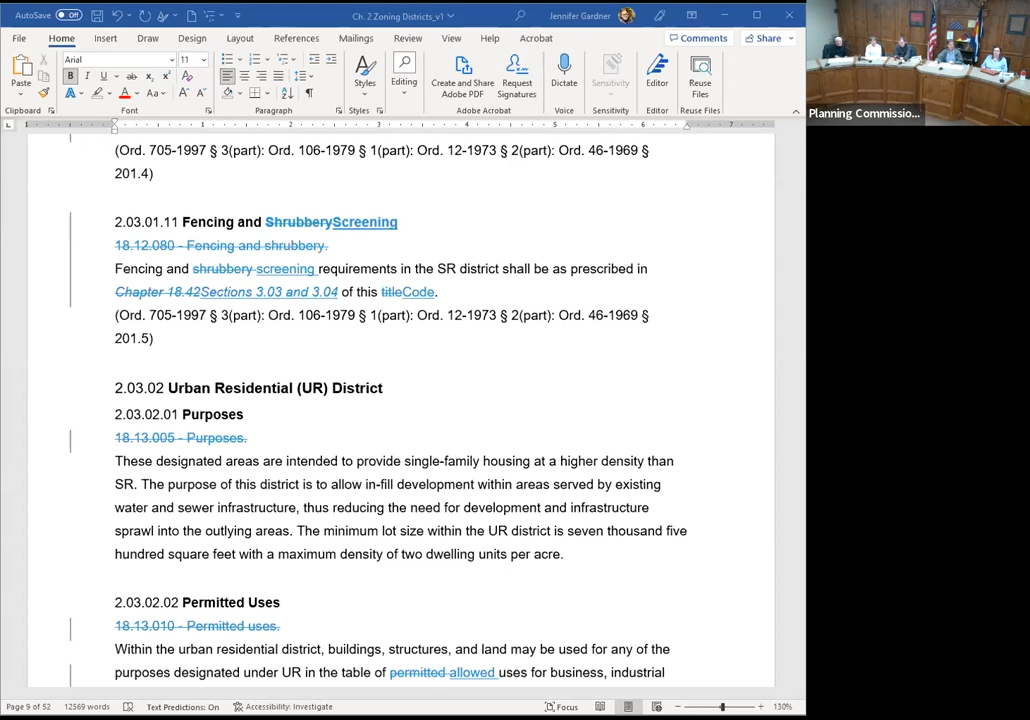 AutoSave Off Ch. 2 Zoning Districts_v1 Jennifer Gardner
File Home Insert Draw Design Layout References Mailings Review View Help Acrobat Comments Share
Arial 11
Paste Styles Editing Create and Share Adobe PDF Request Signatures Dictate Sensitivity Editor Reuse Files
Clipboard Font Paragraph Styles Adobe Acrobat Voice Sensitivity Editor Reuse Files
Planning Commissio...
1 1 2 3 4 5 6 7
(Ord. 705-1997 § 3(part): Ord. 106-1979 § 1(part): Ord. 12-1973 § 2(part): Ord. 46-1969 §
201.4)
2.03.01.11 Fencing and ShrubberyScreening
18.12.080 - Fencing and shrubbery.
Fencing and shrubbery screening requirements in the SR district shall be as prescribed in
Chapter 18.42Sections 3.03 and 3.04 of this titleCode.
(Ord. 705-1997 § 3(part): Ord. 106-1979 § 1(part): Ord. 12-1973 § 2(part): Ord. 46-1969 §
201.5)
2.03.02 Urban Residential (UR) District
2.03.02.01 Purposes
18.13.005 - Purposes.
These designated areas are intended to provide single-family housing at a higher density than
SR. The purpose of this district is to allow in-fill development within areas served by existing
water and sewer infrastructure, thus reducing the need for development and infrastructure
sprawl into the outlying areas. The minimum lot size within the UR district is seven thousand five
hundred square feet with a maximum density of two dwelling units per acre.
2.03.02.02 Permitted Uses
18.13.010 - Permitted uses.
Within the urban residential district, buildings, structures, and land may be used for any of the
purposes designated under UR in the table of permitted allowed uses for business, industrial
Page 9 of 52 12569 words Text Predictions: On Accessibility: Investigate Focus 130%